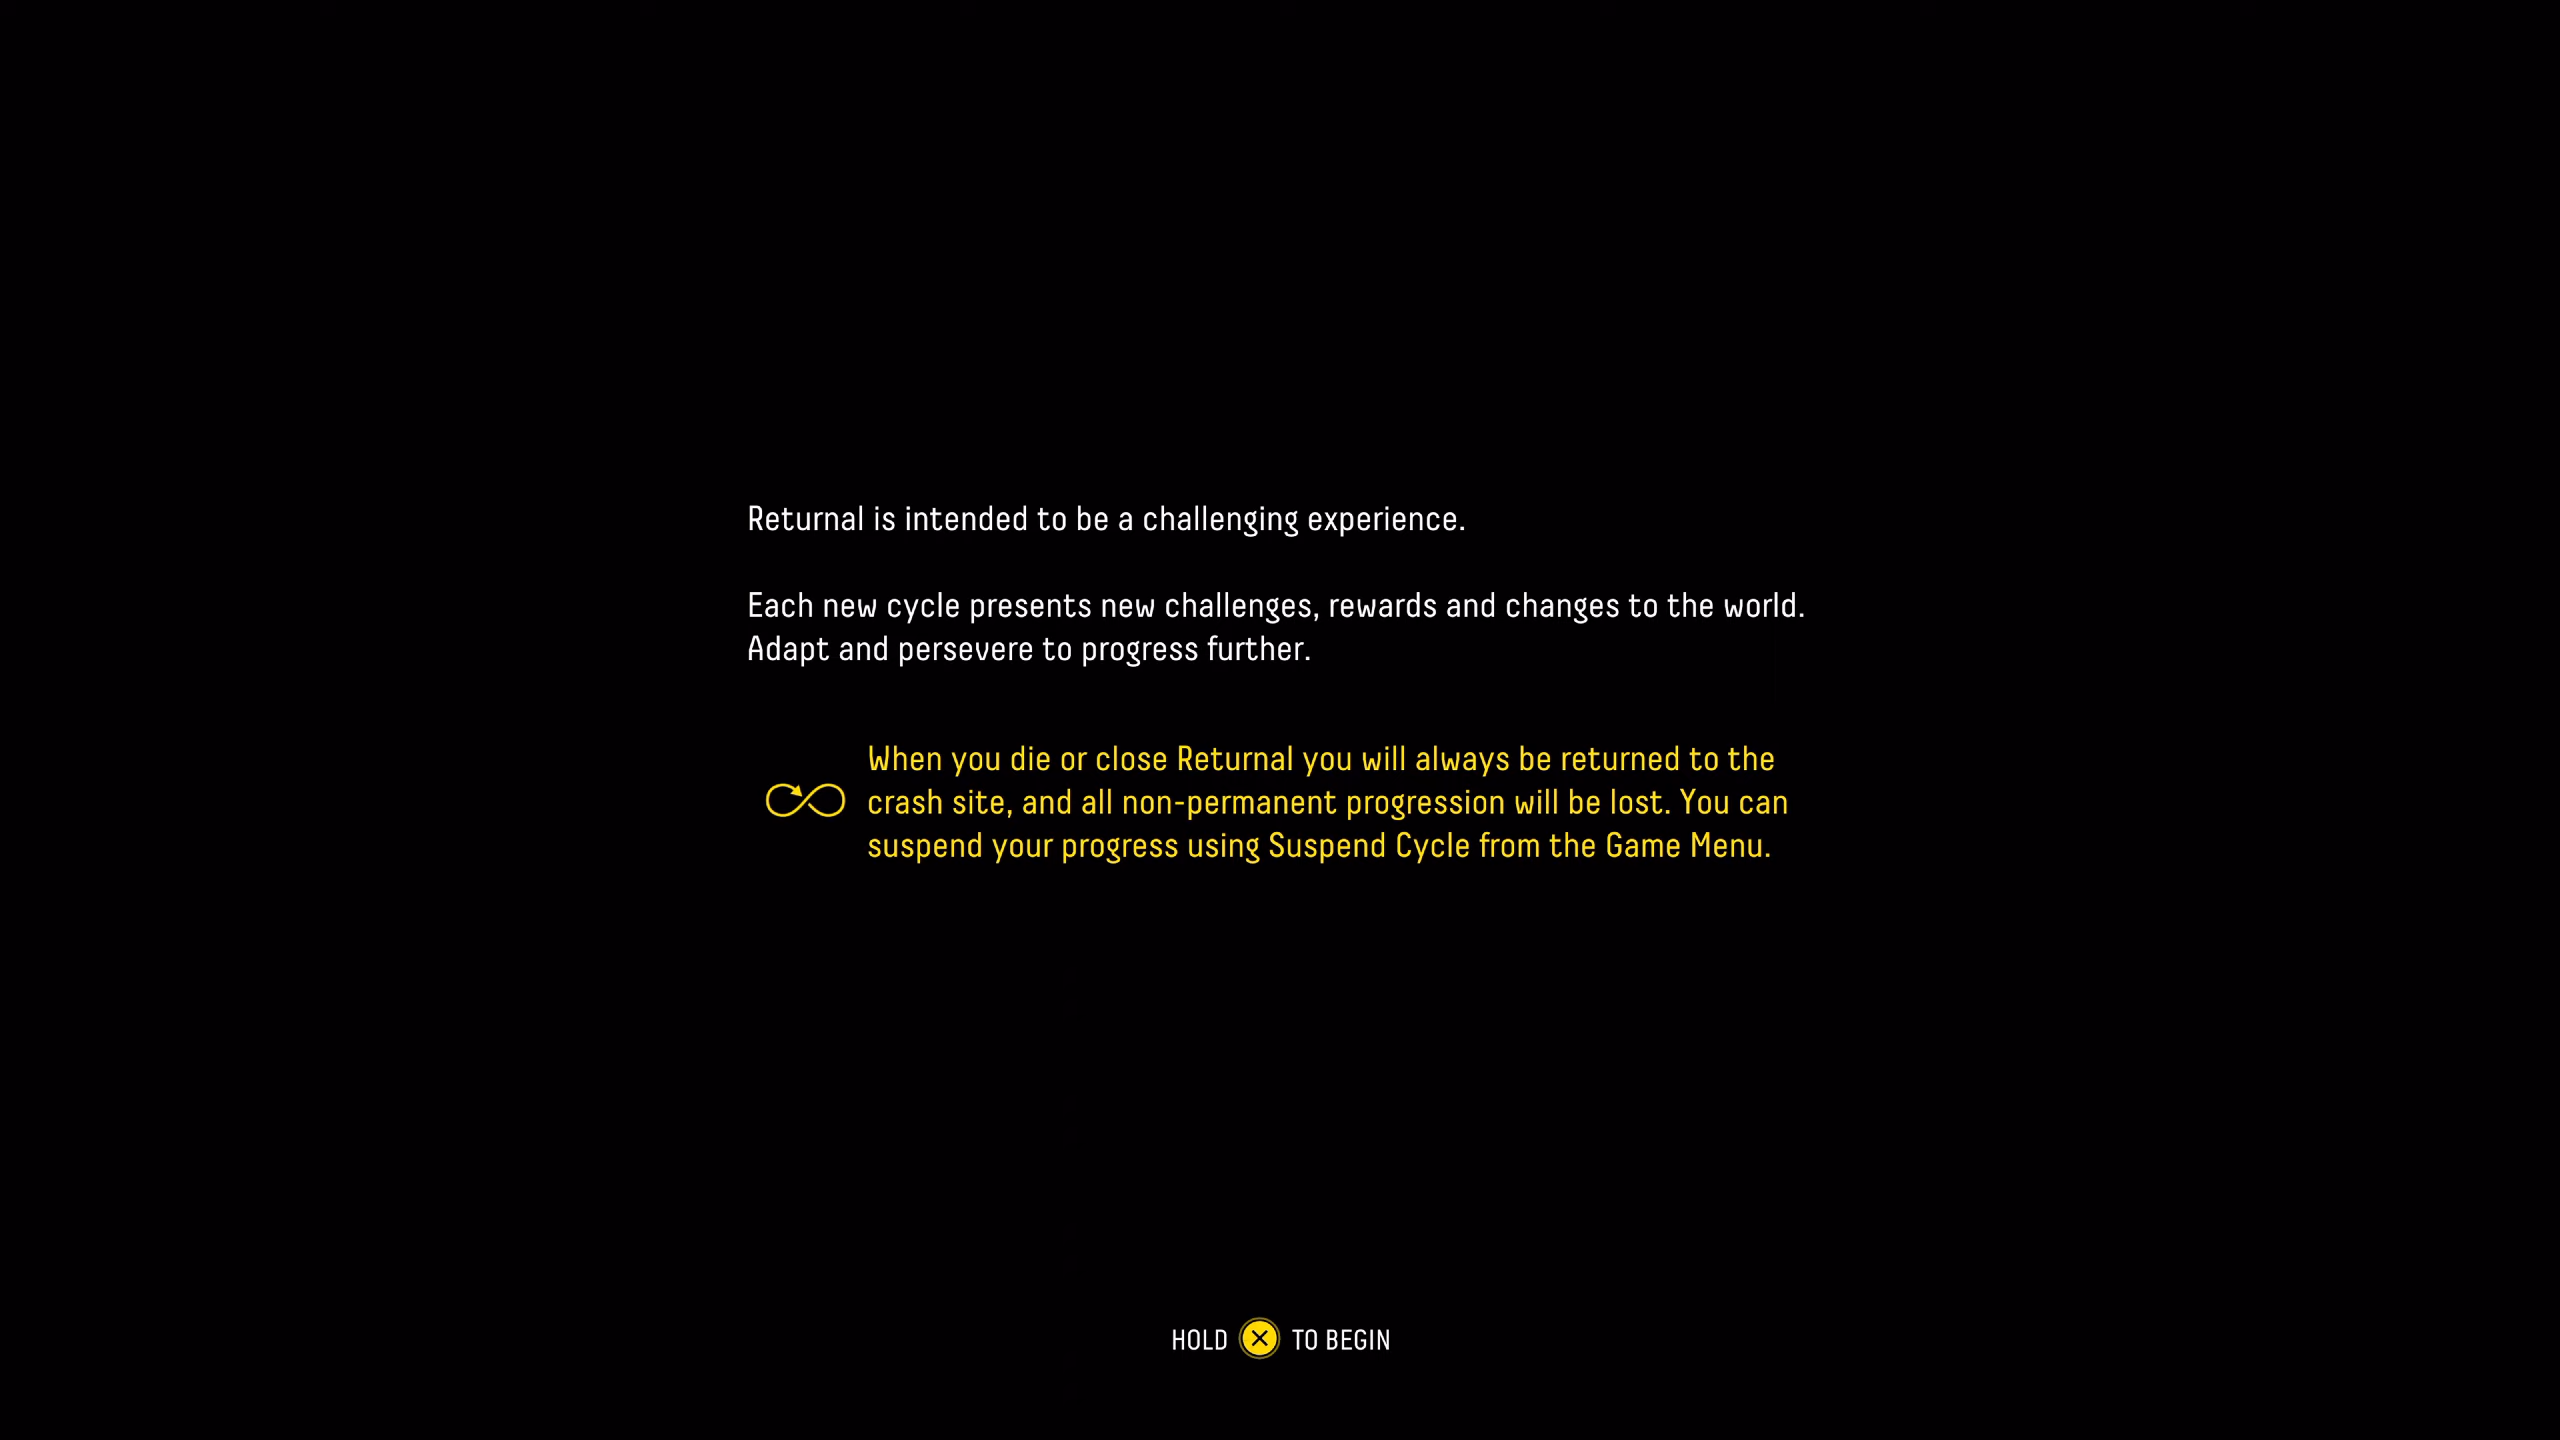 Returnal is intended to be a challenging experience.
Each new cycle presents new challenges, rewards and changes to the world.
Adapt and persevere to progress further.
When you die or close Returnal you will always be returned to the
crash site, and all non-permanent progression will be lost. You can
suspend your progress using Suspend Cycle from the Game Menu.
HOLD TO BEGIN